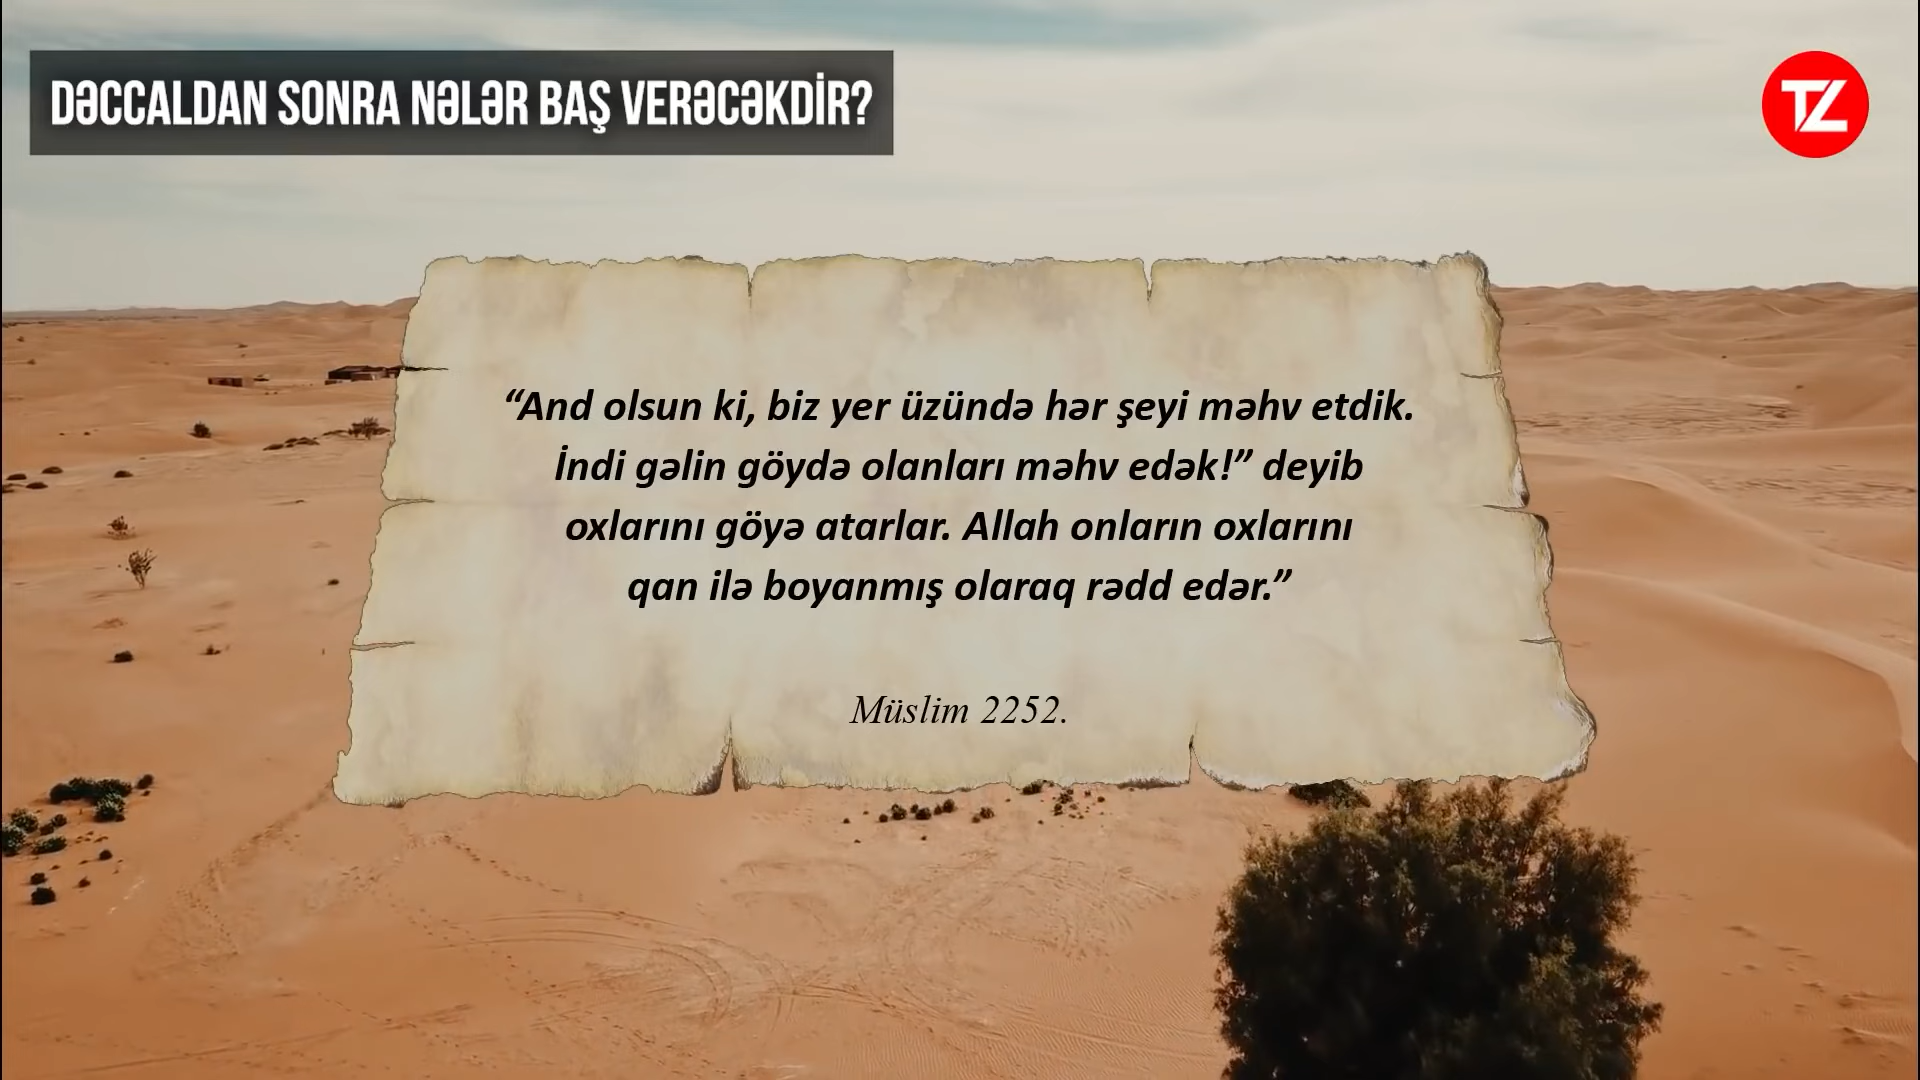 DƏCCALDAN SONRA NƏLƏR BAŞ VERƏCƏKDİR?
TZ
“And olsun ki, biz yer üzündə hər şeyi məhv etdik.
İndi gəlin göydə olanları məhv edək!” deyib
oxlarını göyə atarlar. Allah onların oxlarını
qan ilə boyanmış olaraq rədd edər.”
Müslim 2252.